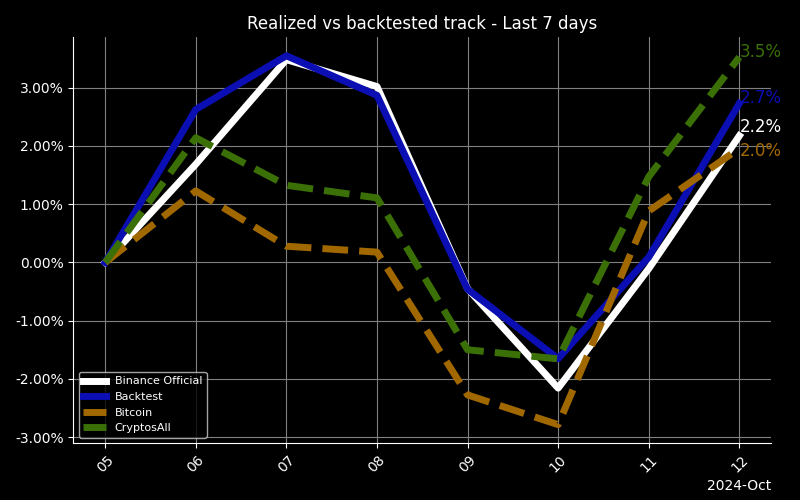 Realized vs backtested track - Last 7 days
3.5%
2.7%
2.2%
2.0%
3.00%
2.00%
1.00%
0.00%
-1.00%
-2.00%
-3.00%
Binance Official
Backtest
Bitcoin
CryptosAll
05 06 07 08 09 10 11 12
2024-Oct